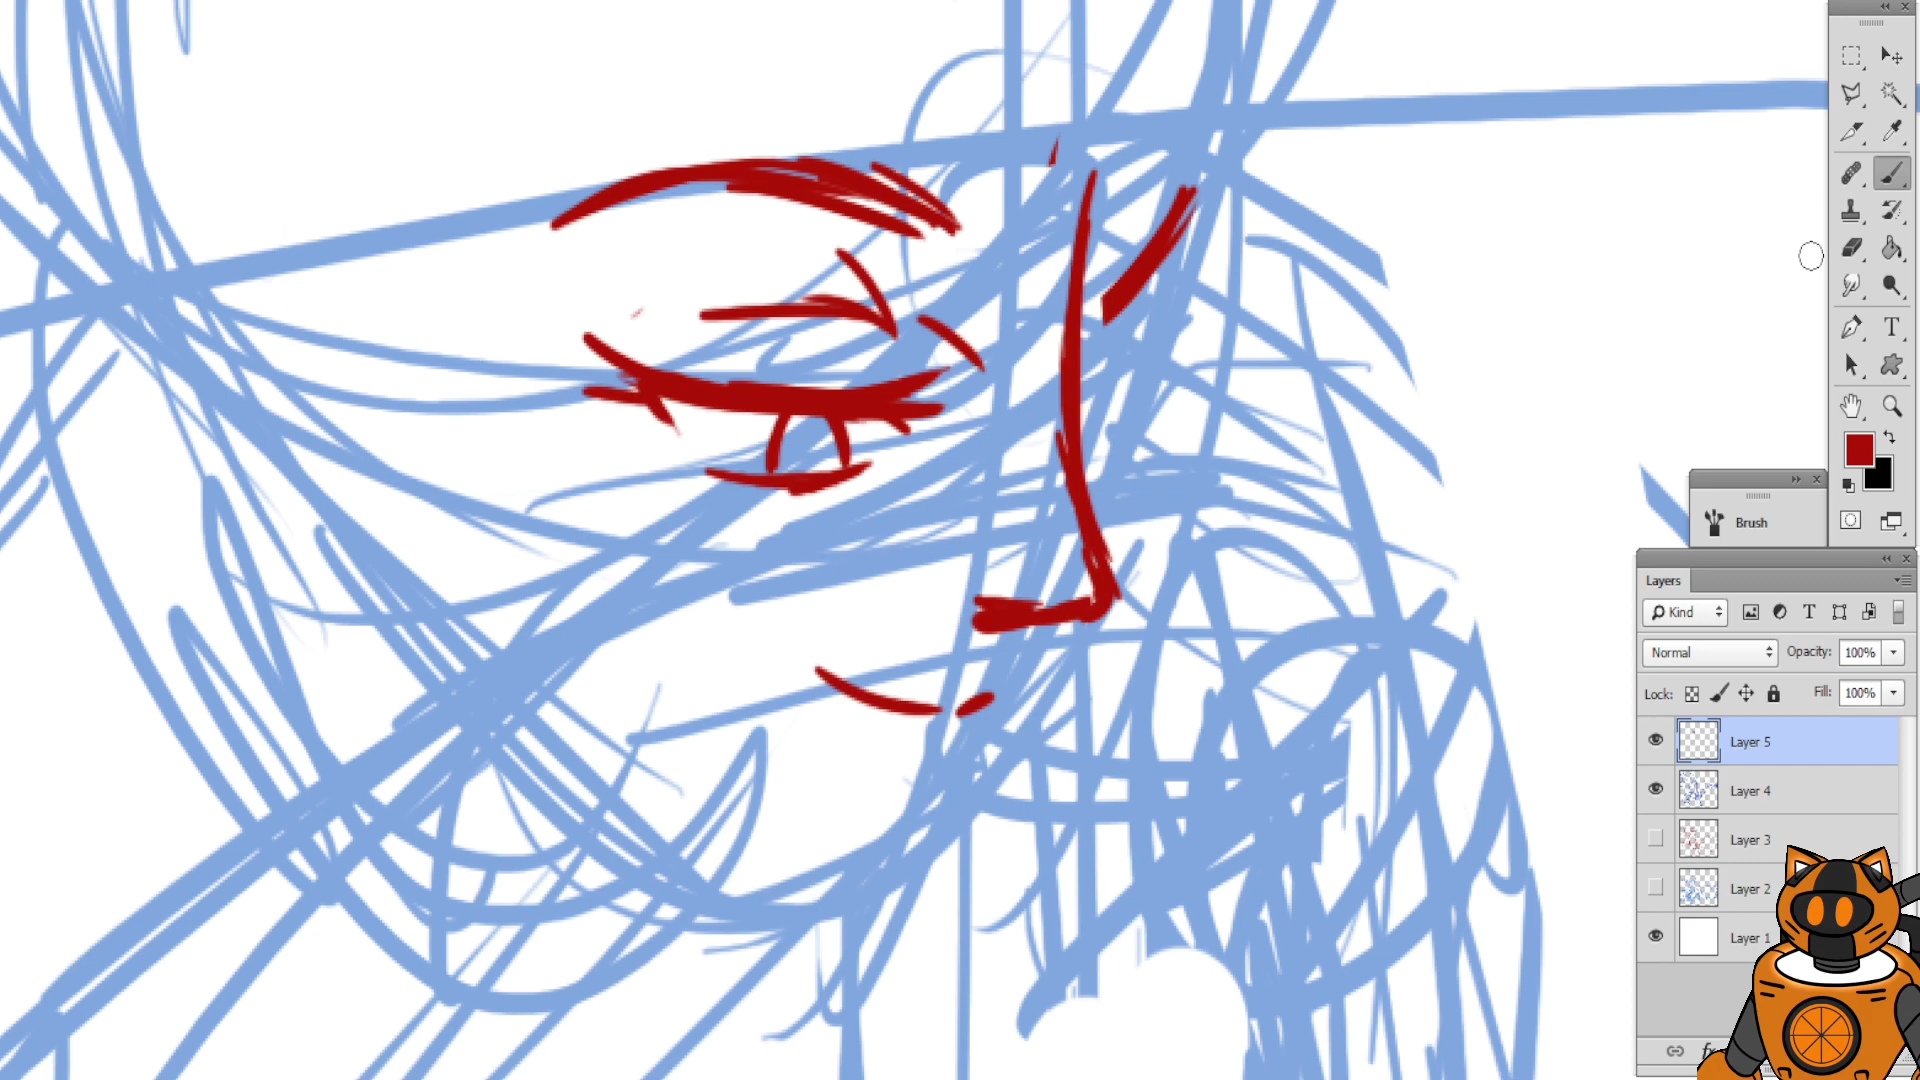 Brush
Layers
Kind
Normal
Opacity: 100%
Lock:
Fill: 100%
Layer 5
Layer 4
Layer 3
Layer 2
Layer 1
fx